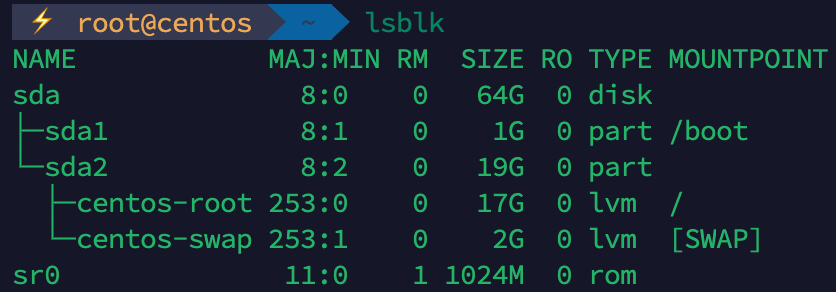 ⚡ root@centos ~ lsblk
NAME            MAJ:MIN RM   SIZE RO TYPE MOUNTPOINT
sda               8:0    0    64G  0 disk
├─sda1            8:1    0     1G  0 part /boot
└─sda2            8:2    0    19G  0 part
  ├─centos-root 253:0    0    17G  0 lvm  /
  └─centos-swap 253:1    0     2G  0 lvm  [SWAP]
sr0              11:0    1 1024M  0 rom